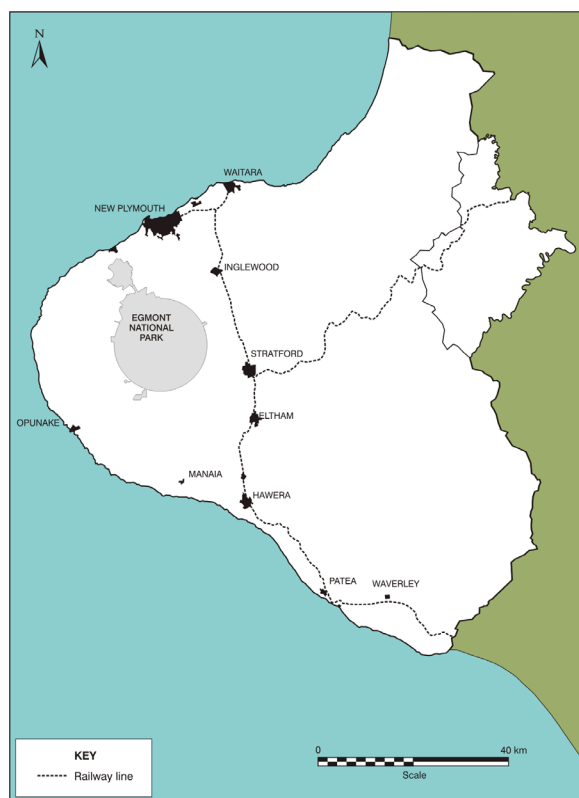 N
WAITARA
NEW PLYMOUTH
INGLEWOOD
EGMONT
NATIONAL
PARK
STRATFORD
ELTHAM
OPUNAKE
MANAIA
HAWERA
PATEA
WAVERLEY
KEY
Railway line
0
40 km
Scale